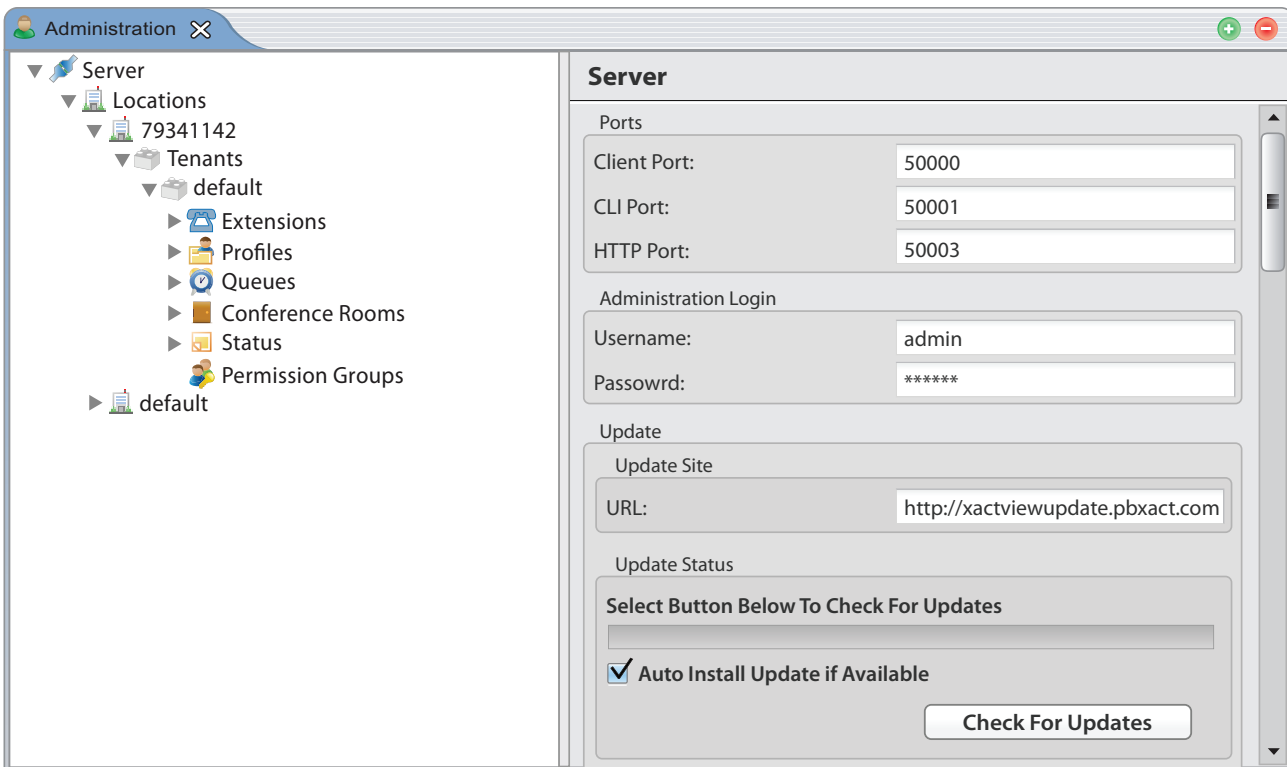 Administration
Server
Locations
79341142
Tenants
default
Extensions
Profiles
Queues
Conference Rooms
Status
Permission Groups
default
Server
Ports
Client Port: 50000
CLI Port: 50001
HTTP Port: 50003
Administration Login
Username: admin
Passowrd: ******
Update
Update Site
URL: http://xactviewupdate.pbxact.com
Update Status
Select Button Below To Check For Updates
Auto Install Update if Available
Check For Updates